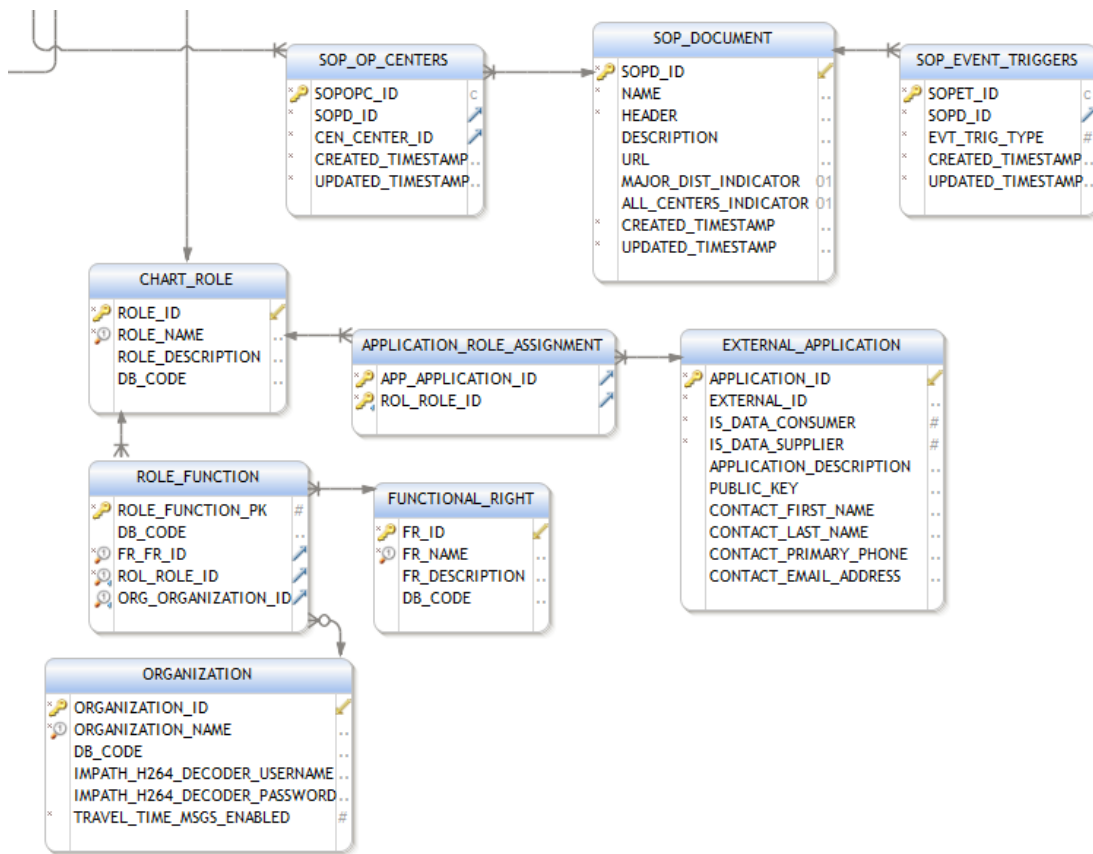 SOP_OP_CENTERS
SOPOPC_ID c
SOPD_ID
CEN_CENTER_ID
CREATED_TIMESTAMP ..
UPDATED_TIMESTAMP ..
SOP_DOCUMENT
SOPD_ID
NAME ..
HEADER ..
DESCRIPTION ..
URL ..
MAJOR_DIST_INDICATOR 01
ALL_CENTERS_INDICATOR 01
CREATED_TIMESTAMP ..
UPDATED_TIMESTAMP ..
SOP_EVENT_TRIGGERS
SOPET_ID c
SOPD_ID
EVT_TRIG_TYPE #
CREATED_TIMESTAMP ..
UPDATED_TIMESTAMP ..
CHART_ROLE
ROLE_ID
ROLE_NAME ..
ROLE_DESCRIPTION ..
DB_CODE ..
APPLICATION_ROLE_ASSIGNMENT
APP_APPLICATION_ID
ROL_ROLE_ID
EXTERNAL_APPLICATION
APPLICATION_ID
EXTERNAL_ID ..
IS_DATA_CONSUMER #
IS_DATA_SUPPLIER #
APPLICATION_DESCRIPTION ..
PUBLIC_KEY ..
CONTACT_FIRST_NAME ..
CONTACT_LAST_NAME ..
CONTACT_PRIMARY_PHONE ..
CONTACT_EMAIL_ADDRESS ..
ROLE_FUNCTION
ROLE_FUNCTION_PK #
DB_CODE ..
FR_FR_ID
ROL_ROLE_ID
ORG_ORGANIZATION_ID
FUNCTIONAL_RIGHT
FR_ID
FR_NAME ..
FR_DESCRIPTION ..
DB_CODE ..
ORGANIZATION
ORGANIZATION_ID
ORGANIZATION_NAME ..
DB_CODE ..
IMPATH_H264_DECODER_USERNAME ..
IMPATH_H264_DECODER_PASSWORD ..
TRAVEL_TIME_MSGS_ENABLED #